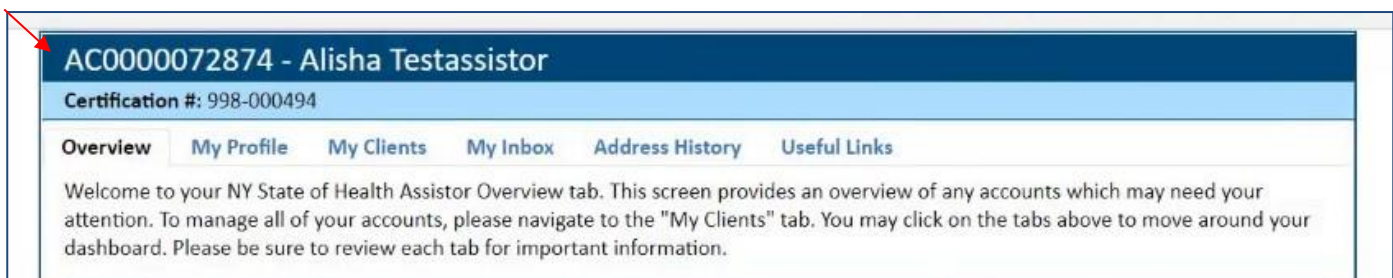 AC0000072874 - Alisha Testassistor
Certification #: 998-000494
Overview My Profile My Clients My Inbox Address History Useful Links
Welcome to your NY State of Health Assistor Overview tab. This screen provides an overview of any accounts which may need your
attention. To manage all of your accounts, please navigate to the "My Clients" tab. You may click on the tabs above to move around your
dashboard. Please be sure to review each tab for important information.